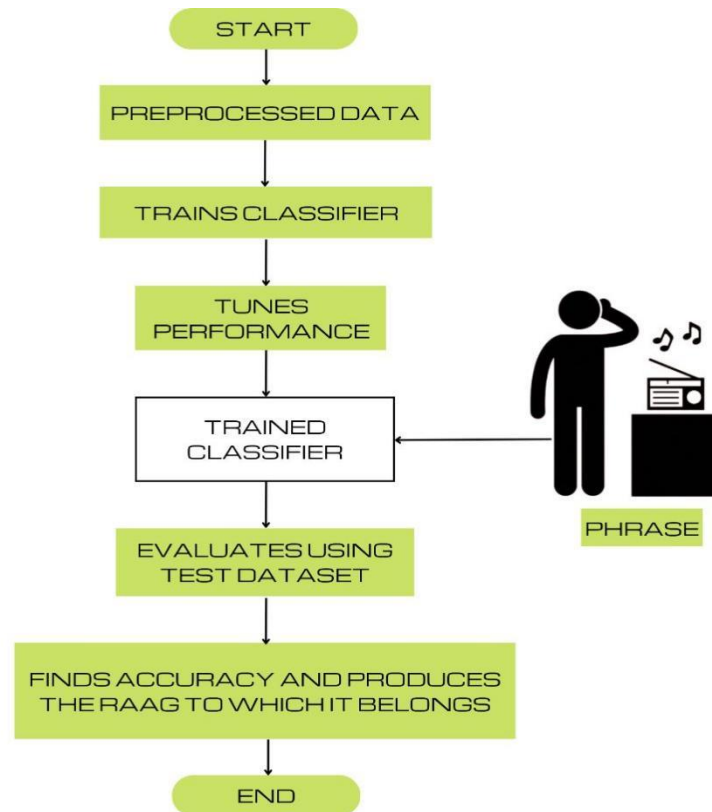 START
PREPROCESSED DATA
TRAINS CLASSIFIER
TUNES
PERFORMANCE
TRAINED
CLASSIFIER
PHRASE
EVALUATES USING
TEST DATASET
FINDS ACCURACY AND PRODUCES
THE RAAG TO WHICH IT BELONGS
END